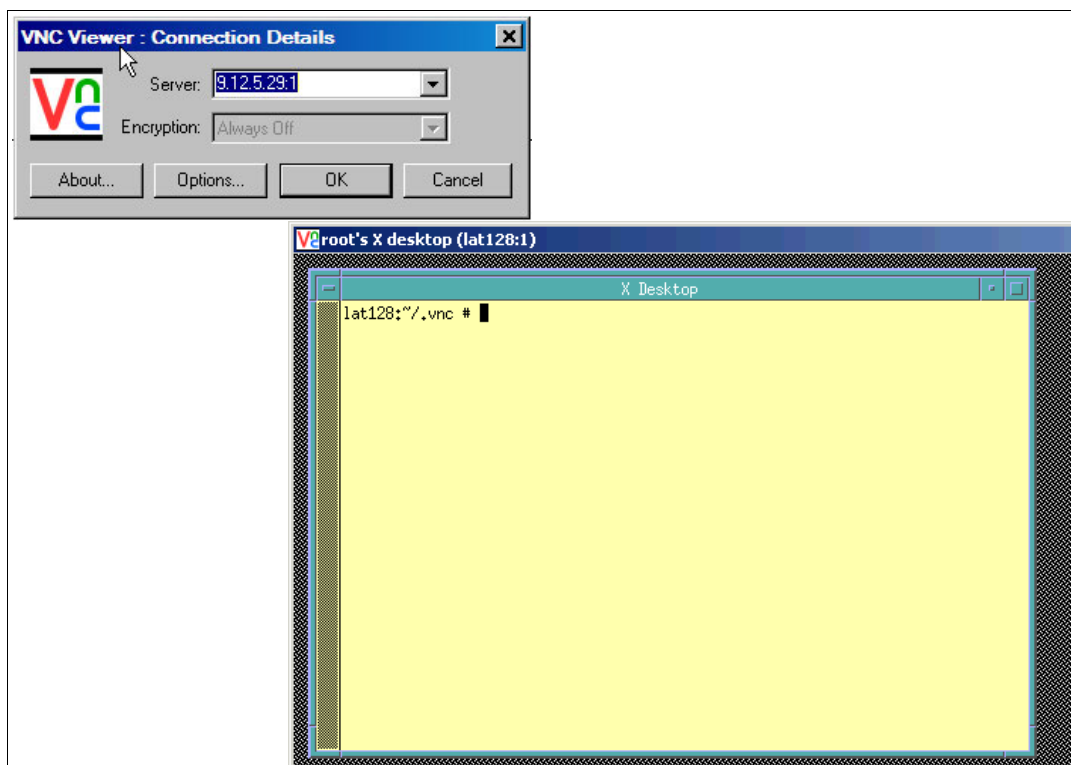 VNC Viewer : Connection Details
Server: 9.12.5.29:1
Encryption: Always Off
About... Options... OK Cancel
root's X desktop (lat128:1)
X Desktop
lat128:~/.vnc #